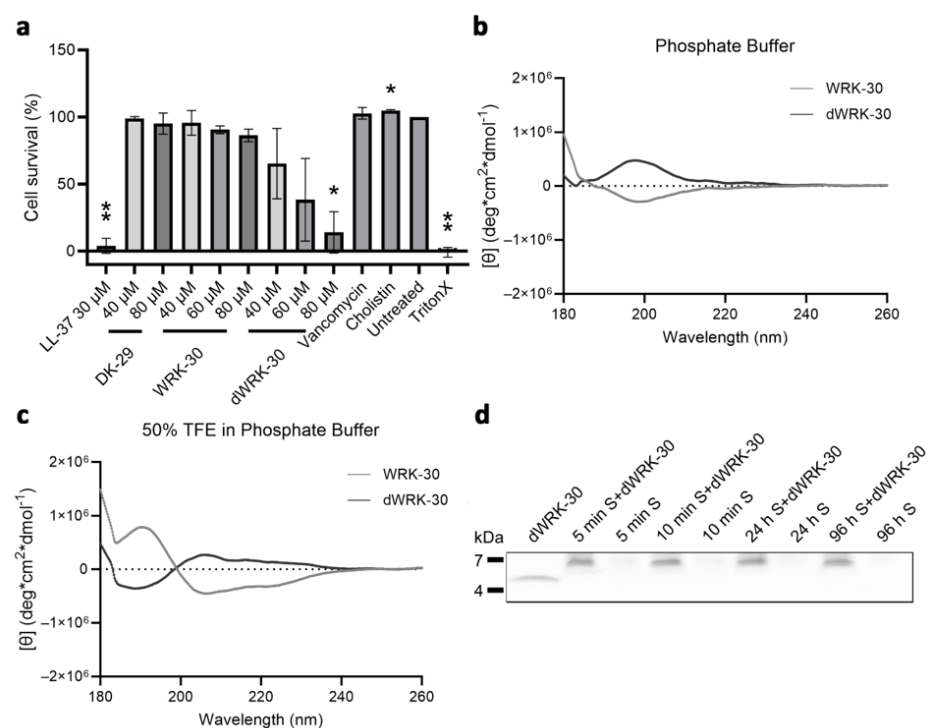 a
150
100
50
0
Cell survival (%)
**
*
*
**
LL-37 30 µM
40 µM
80 µM
40 µM
60 µM
80 µM
40 µM
60 µM
80 µM
Vancomycin
Cholistin
Untreated
TritonX
DK-29
WRK-30
dWRK-30
b
Phosphate Buffer
WRK-30
dWRK-30
2×10⁶
1×10⁶
0
−1×10⁶
−2×10⁶
[θ] (deg*cm²*dmol⁻¹)
180 200 220 240 260
Wavelength (nm)
c
50% TFE in Phosphate Buffer
WRK-30
dWRK-30
2×10⁶
1×10⁶
0
−1×10⁶
−2×10⁶
[θ] (deg*cm²*dmol⁻¹)
180 200 220 240 260
Wavelength (nm)
d
dWRK-30
5 min S+dWRK-30
5 min S
10 min S+dWRK-30
10 min S
24 h S+dWRK-30
24 h S
96 h S+dWRK-30
96 h S
kDa
7
4